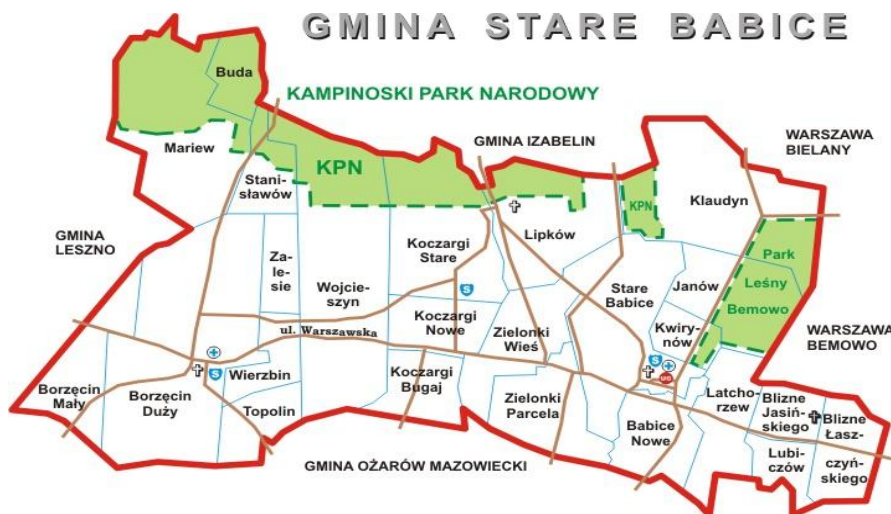 GMINA STARE BABICE
Buda
KAMPINOSKI PARK NARODOWY
GMINA IZABELIN
WARSZAWA
BIELANY
Mariew
KPN
Stani-
sławów
KPN
Klaudyn
GMINA
LESZNO
Za-
le-
sie
Wojcie-
szyn
Koczargi
Stare
Lipków
Stare
Babice
Janów
Park
Leśny
Bemowo
S
Koczargi
Nowe
ul. Warszawska
Zielonki
Wieś
Kwiry-
nów
WARSZAWA
BEMOWO
Borzęcin
Mały
Borzęcin
Duży
S
Wierzbin
Topolin
Koczargi
Bugaj
Zielonki
Parcela
S
UG
Babice
Nowe
Latcho-
rzew
Blizne
Jasiń-
skiego
Blizne
Łasz-
czyń-
skiego
Lubi-
czów
GMINA OŻARÓW MAZOWIECKI